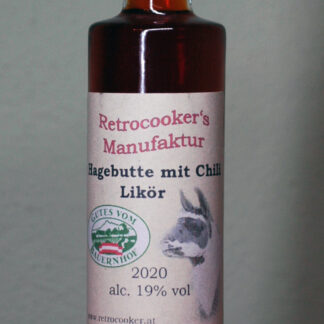 Retrocooker's
Manufaktur
Hagebutte mit Chili
Likör
GUTES VOM
BAUERNHOF
2020
alc. 19% vol
www.retrocooker.at